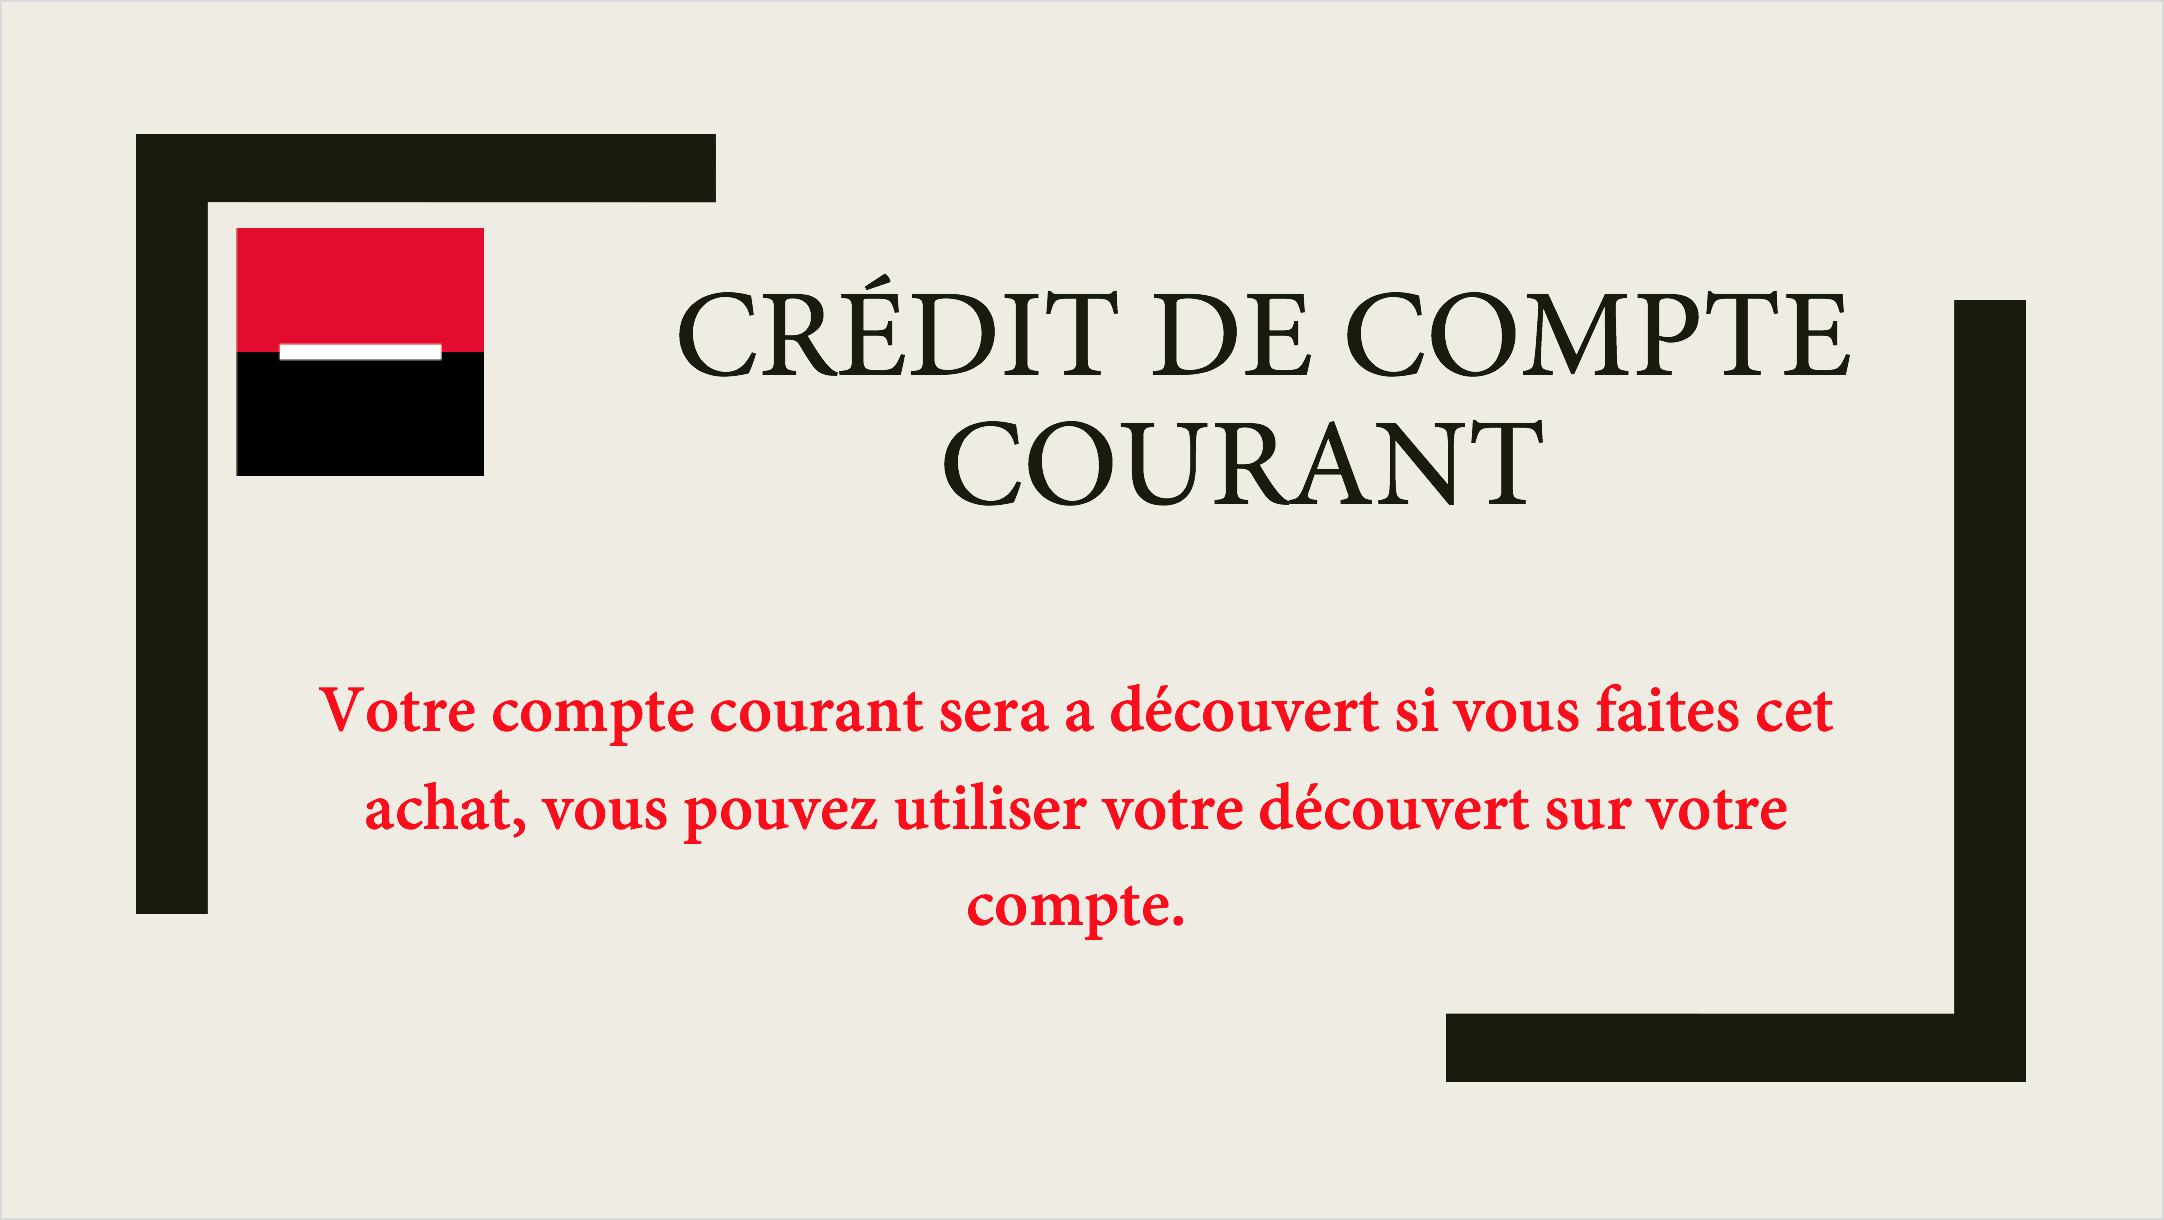 CRÉDIT DE COMPTE
COURANT
Votre compte courant sera a découvert si vous faites cet
achat, vous pouvez utiliser votre découvert sur votre
compte.